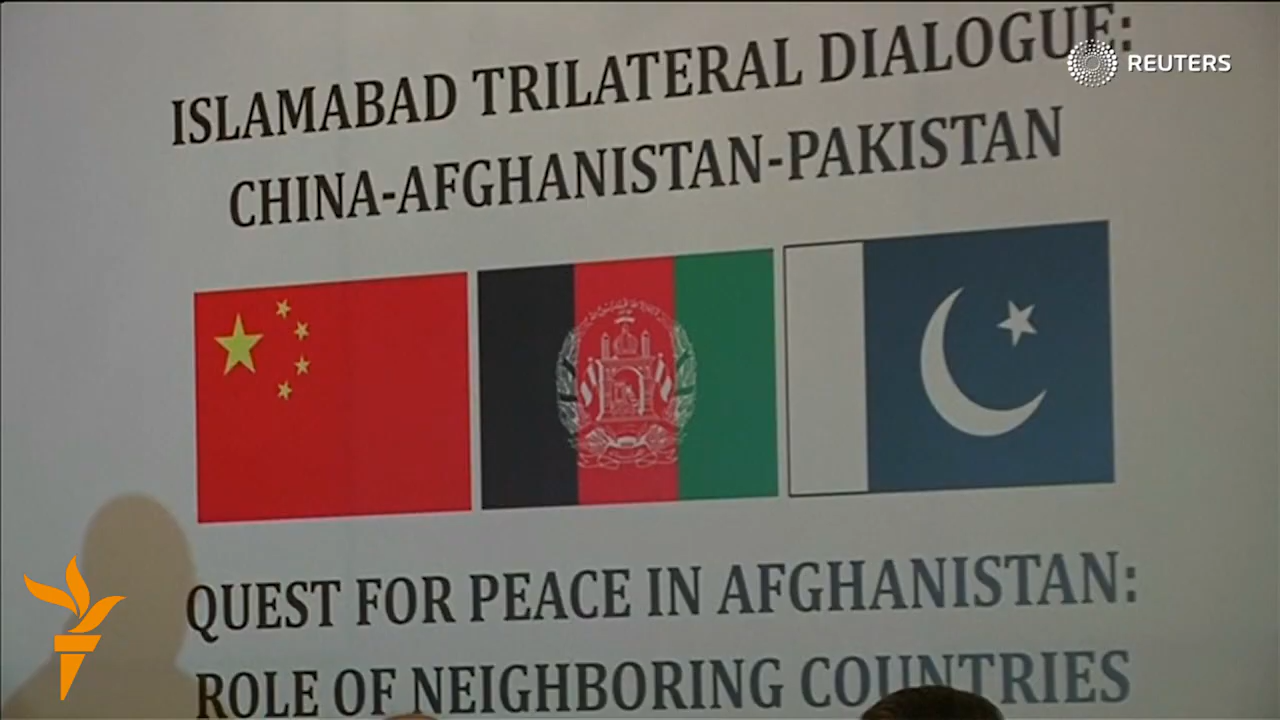 ISLAMABAD TRILATERAL DIALOGUE:
REUTERS
CHINA-AFGHANISTAN-PAKISTAN
QUEST FOR PEACE IN AFGHANISTAN:
ROLE OF NEIGHBORING COUNTRIES